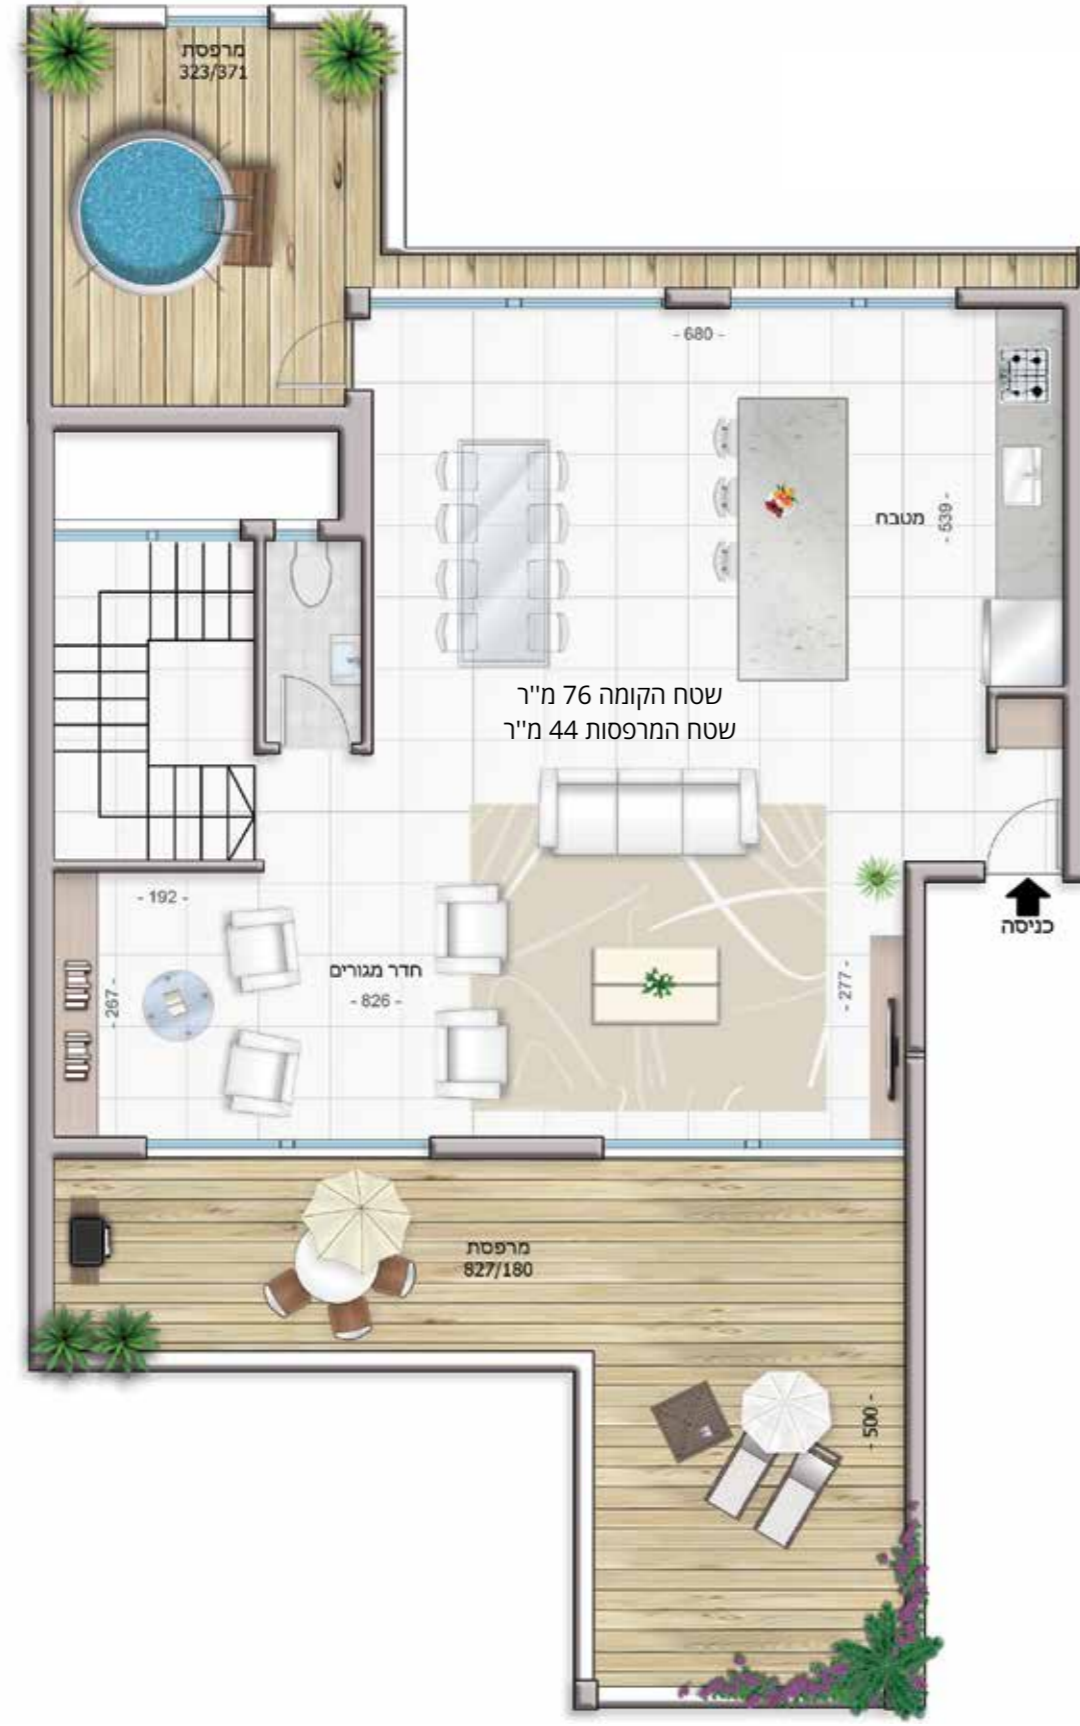 מרפסת
323/371
- 680 -
מטבח
- 539 -
שטח הקומה 76 מ''ר
שטח המרפסות 44 מ''ר
כניסה
- 192 -
חדר מגורים
- 826 -
- 267 -
- 277 -
מרפסת
827/180
- 500 -